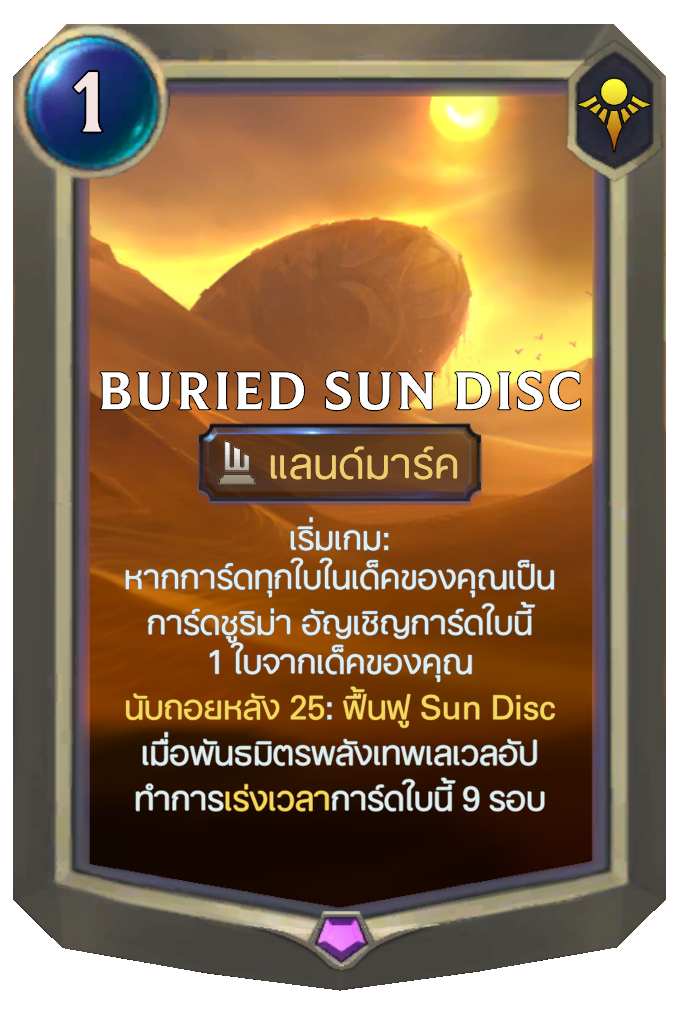 1
BURIED SUN DISC
แลนด์มาร์ค
เริ่มเกม:
หากการ์ดทุกใบในเด็คของคุณเป็น
การ์ดชูริม่า อัญเชิญการ์ดใบนี้
1 ใบจากเด็คของคุณ
นับถอยหลัง 25: ฟื้นฟู Sun Disc
เมื่อพันธมิตรพลังเทพเลเวลอัป
ทำการเร่งเวลาการ์ดใบนี้ 9 รอบ